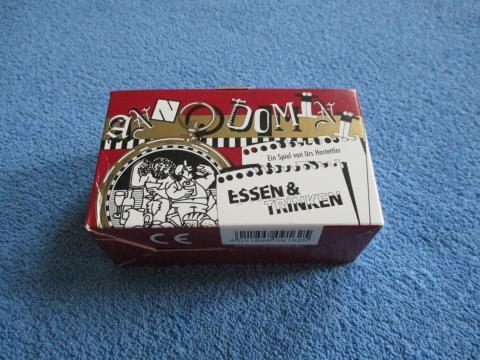 ANNO DOMINI
Ein Spiel von Urs Hostettler
ESSEN &
TRINKEN
CE